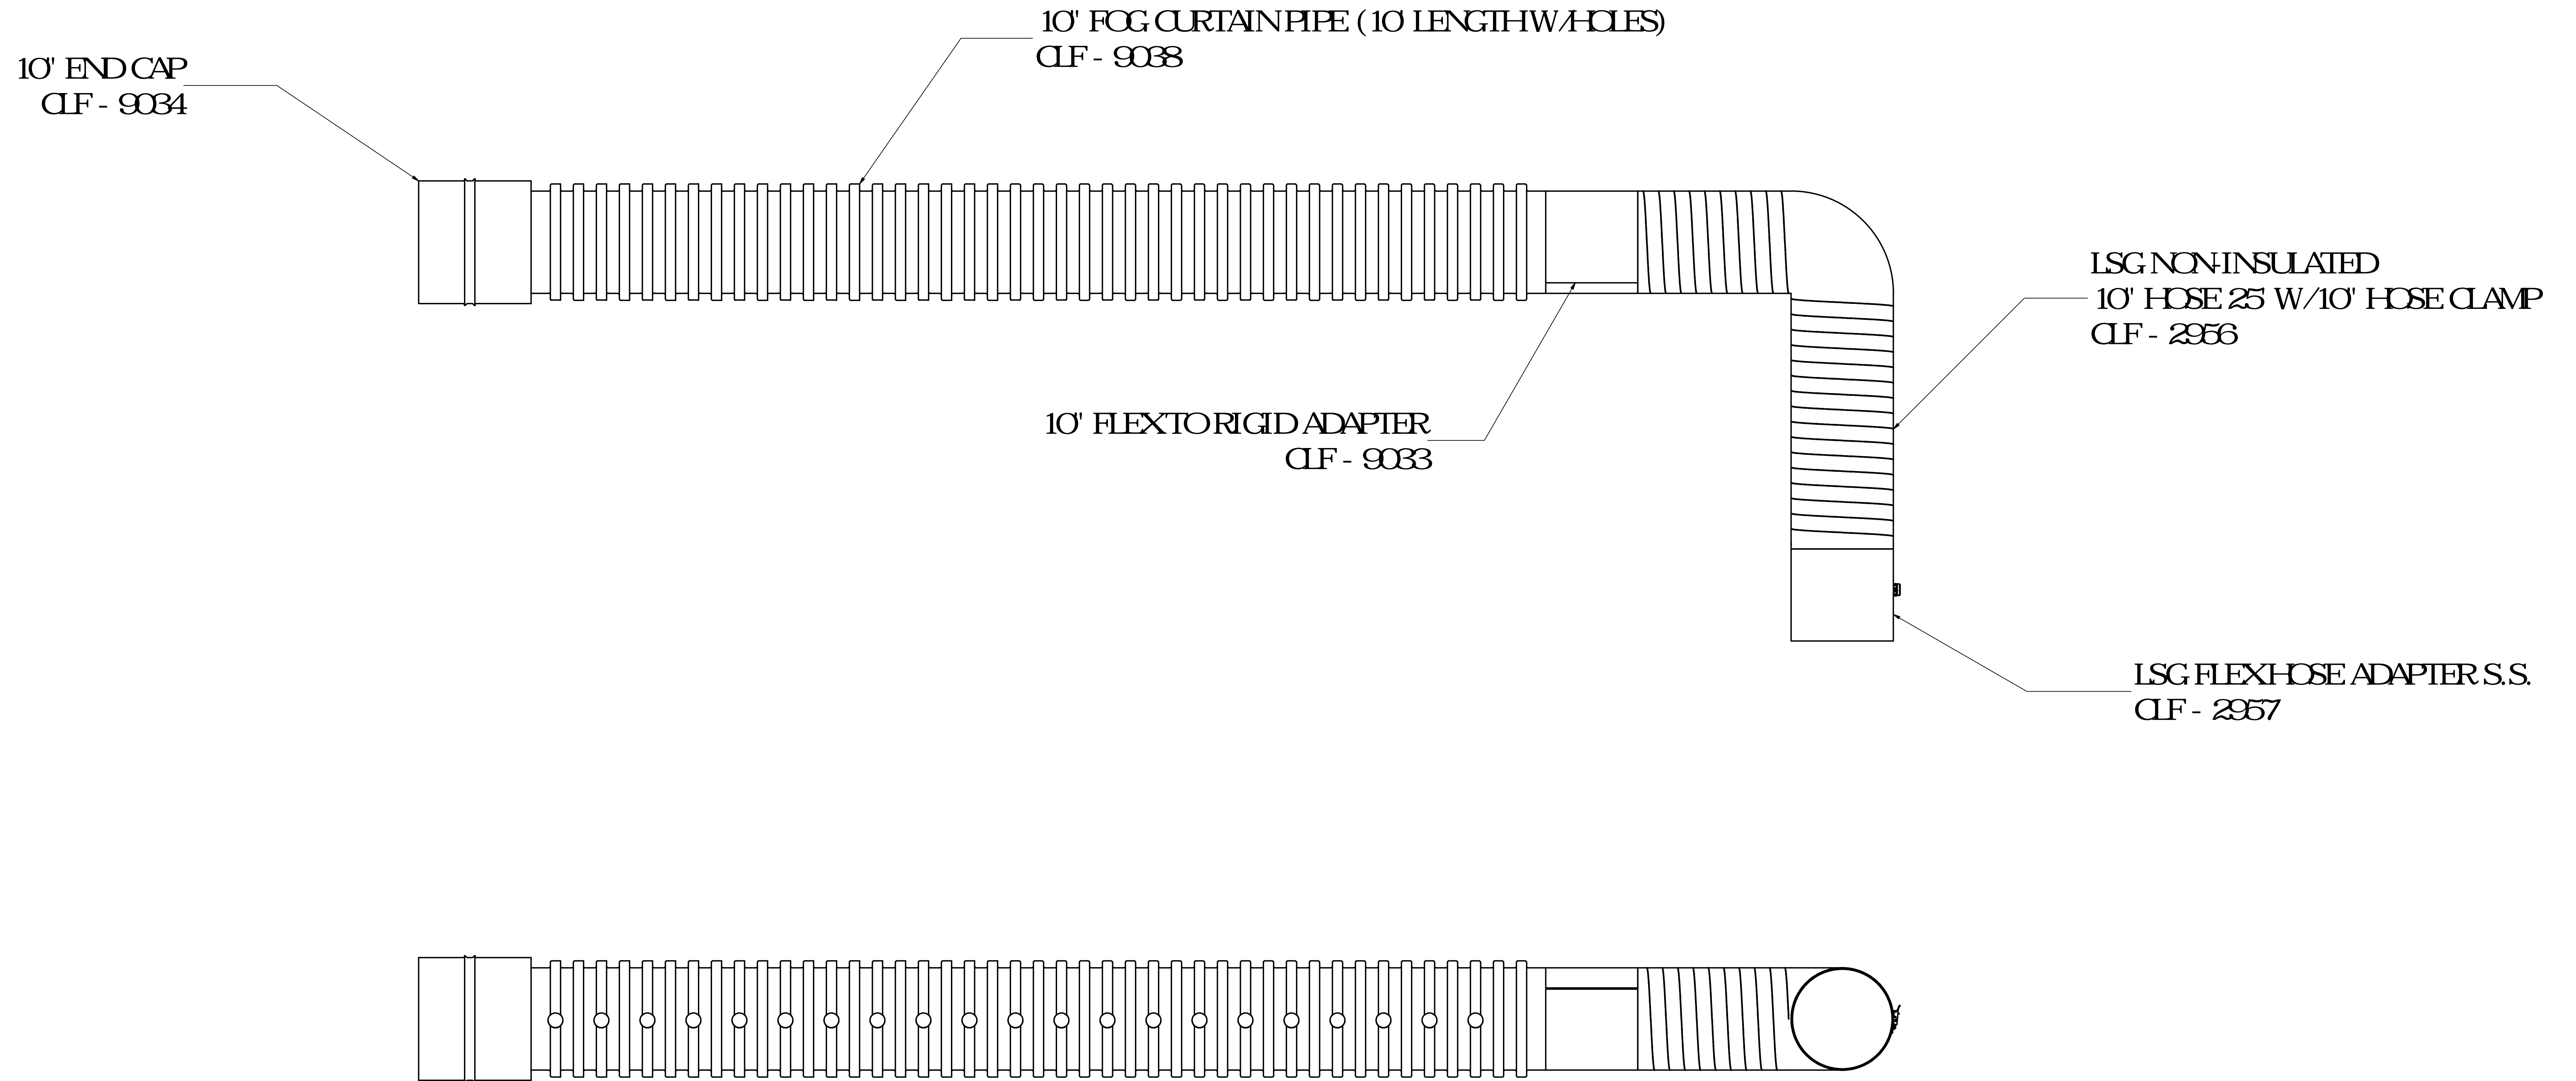 10" FOG CURTAIN PIPE (10' LENGTH W/HOLES)
CLF - 9038
10" END CAP
CLF - 9034
LSG NON-INSULATED
10" HOSE 25' W/10" HOSE CLAMP
CLF - 2956
10" FLEX TO RIGID ADAPTER
CLF - 9033
LSG FLEX HOSE ADAPTER S.S.
CLF - 2957